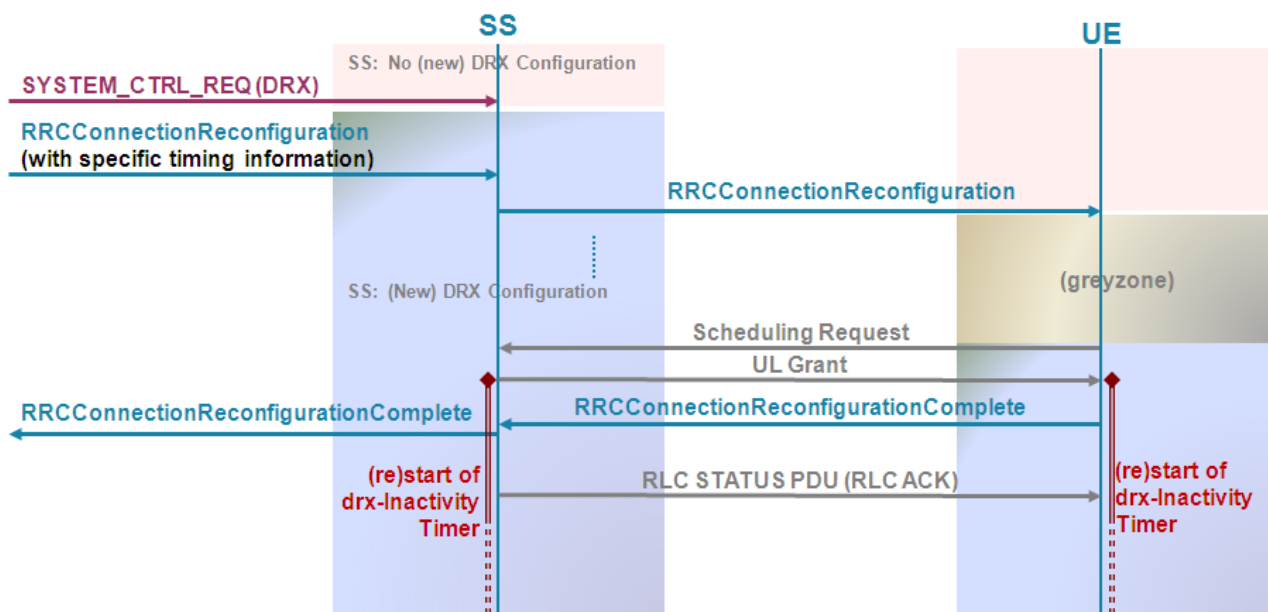 SS
UE
SS: No (new) DRX Configuration
SYSTEM_CTRL_REQ(DRX)
RRCConnectionReconfiguration
(with specific timing information)
RRCConnectionReconfiguration
SS: (New) DRX Configuration
(greyzone)
Scheduling Request
UL Grant
RRCConnectionReconfigurationComplete
RRCConnectionReconfigurationComplete
(re)start of
drx-Inactivity
Timer
RLC STATUS PDU (RLC ACK)
(re)start of
drx-Inactivity
Timer